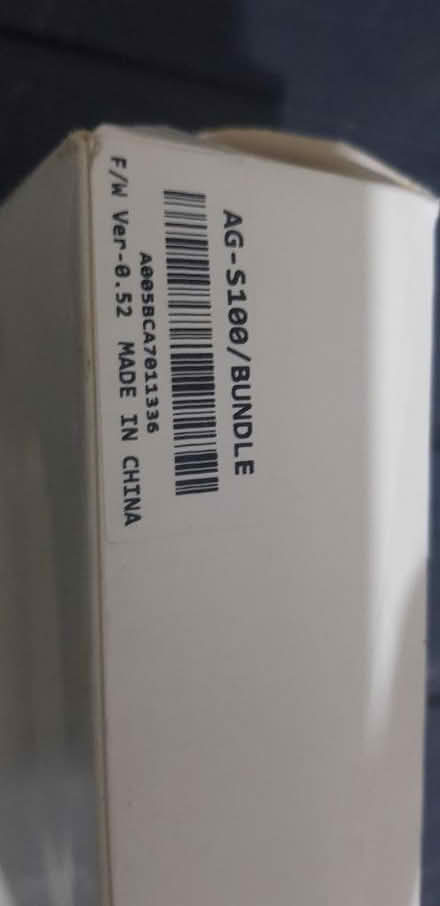 AG-S100/BUNDLE
A005BCA7011336
F/W Ver-0.52 MADE IN CHINA